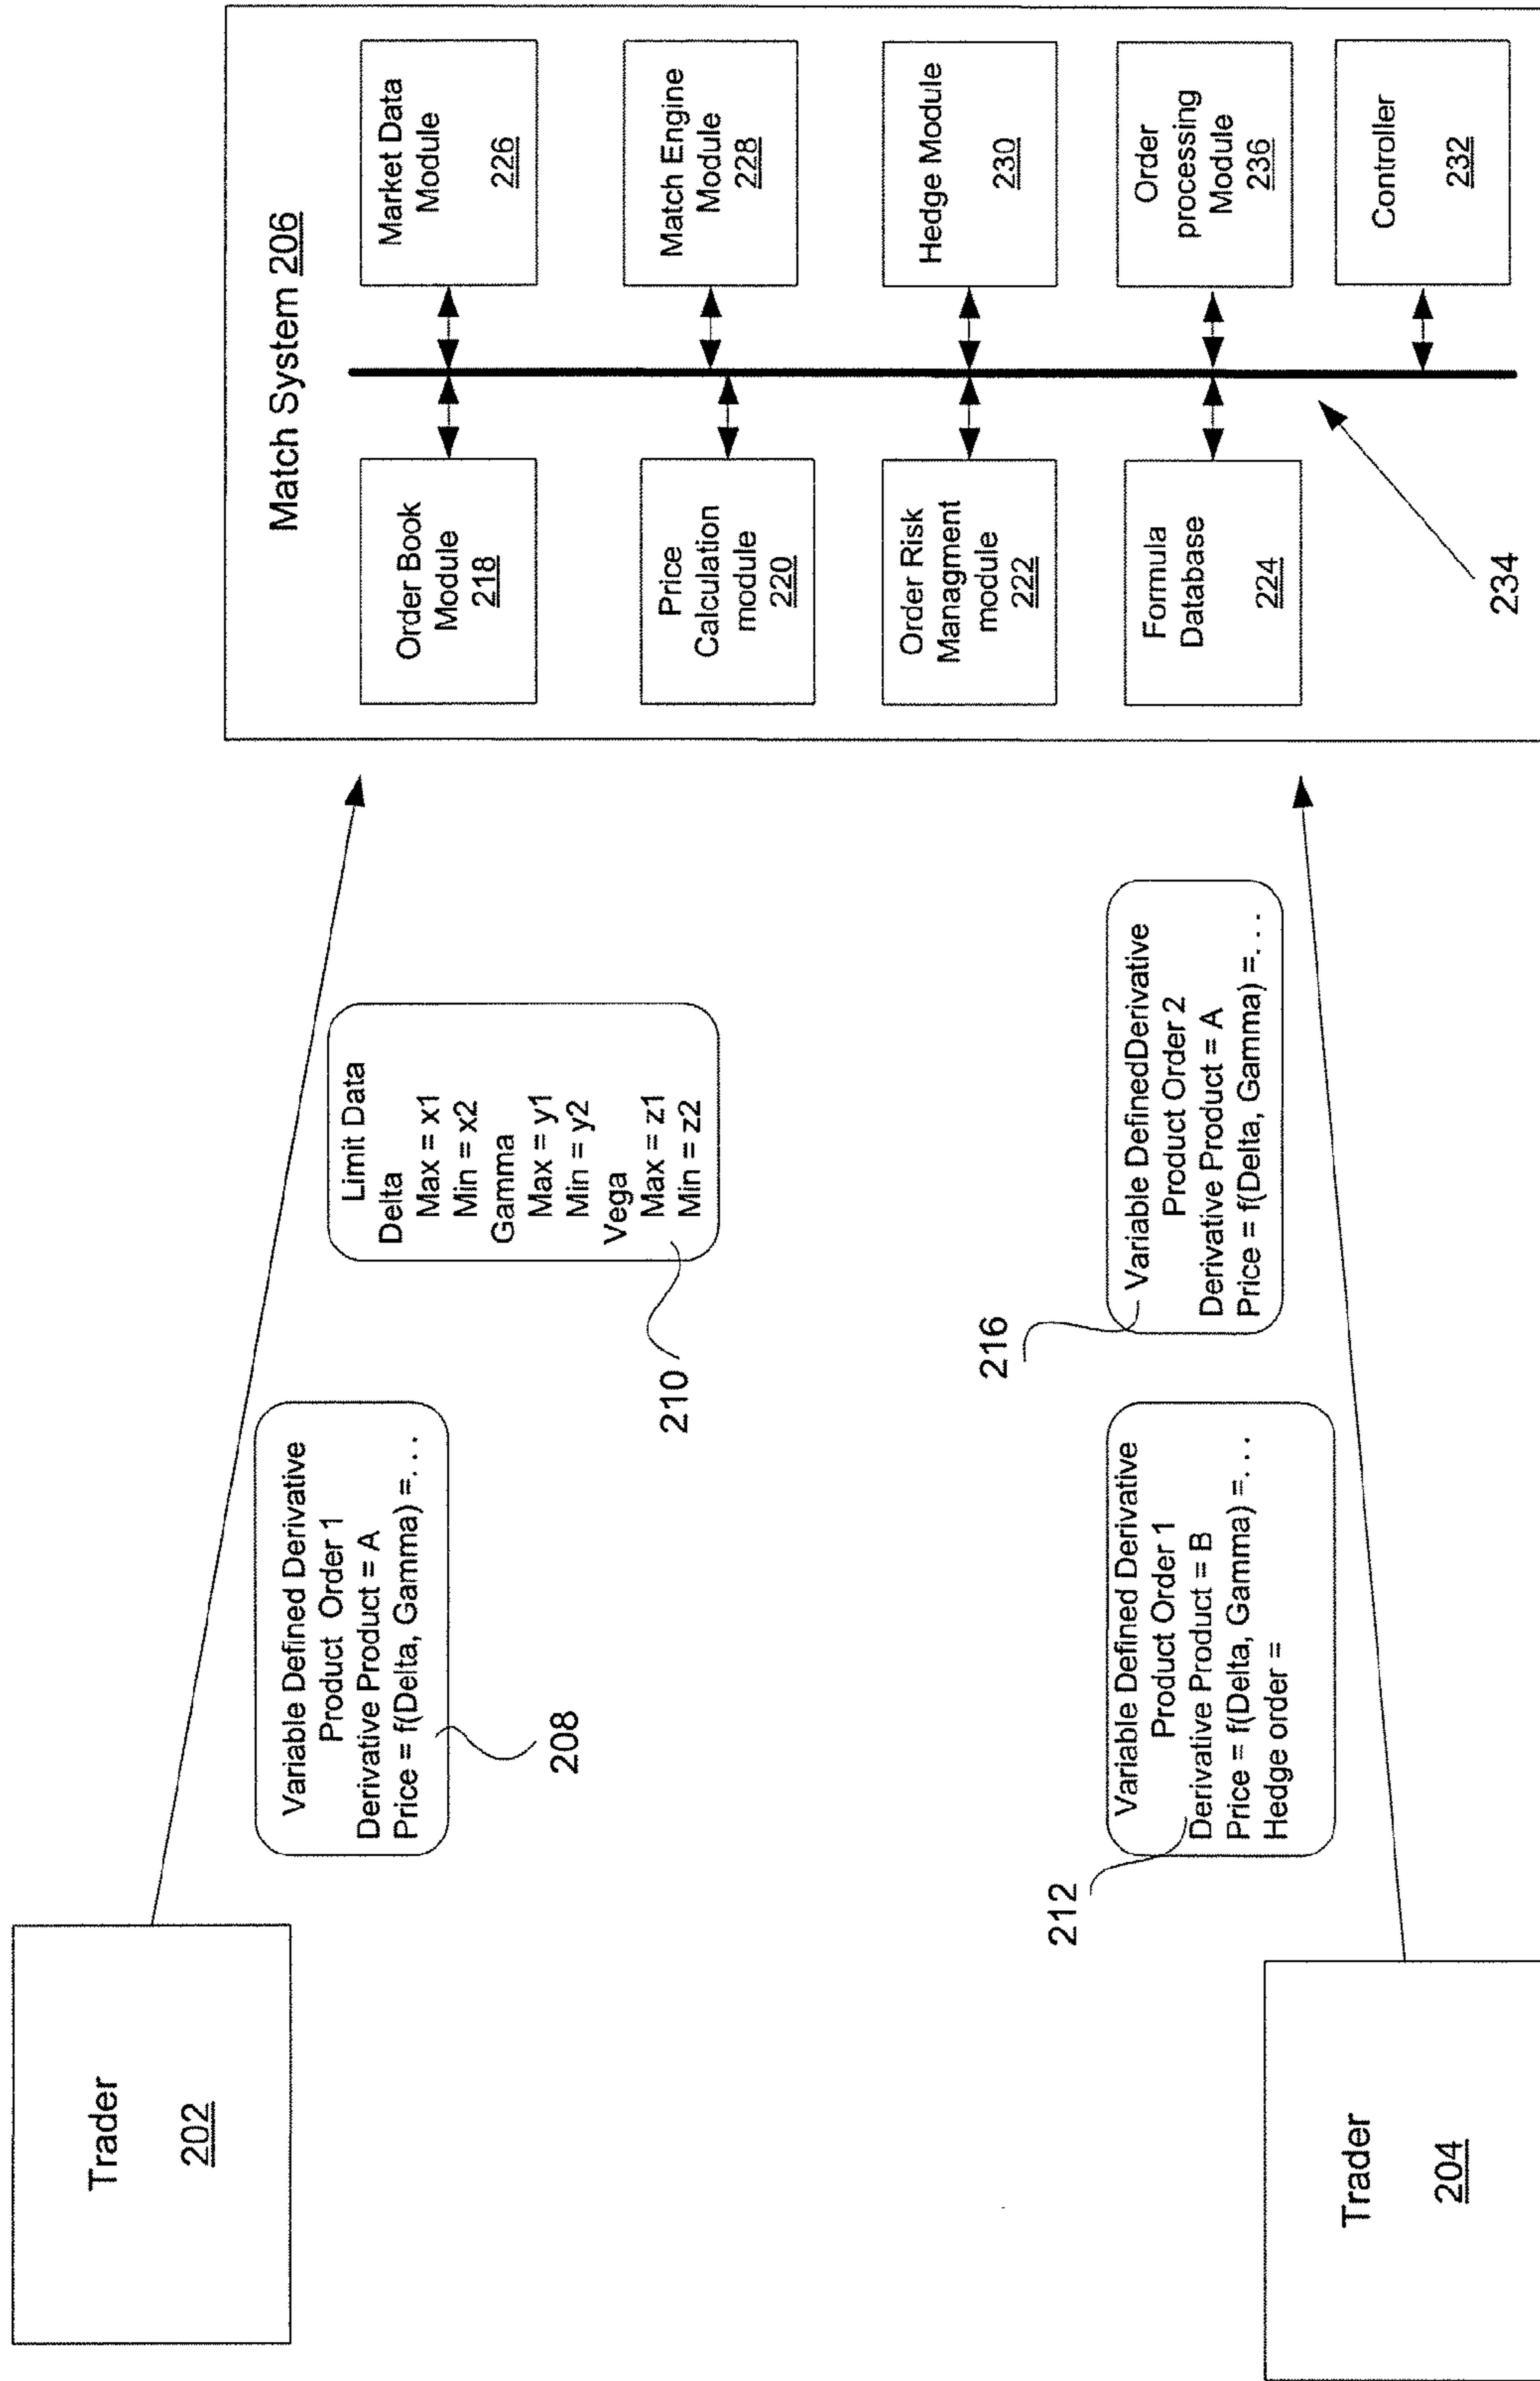 Trader
202
Variable Defined Derivative
Product Order 1
Derivative Product = A
Price = f(Delta, Gamma) =. . .
208
Limit Data
Delta
Max = x1
Min = x2
Gamma
Max = y1
Min = y2
Vega
Max = z1
Min = z2
210
Trader
204
212
Variable Defined Derivative
Product Order 1
Derivative Product = B
Price = f(Delta, Gamma) =. . .
Hedge order =
216
Variable DefinedDerivative
Product Order 2
Derivative Product = A
Price = f(Delta, Gamma) =. . .
Match System 206
Order Book
Module
218
Price
Calculation
module
220
Order Risk
Managment
module
222
Formula
Database
224
Market Data
Module
226
Match Engine
Module
228
Hedge Module
230
Order
processing
Module
236
Controller
232
234